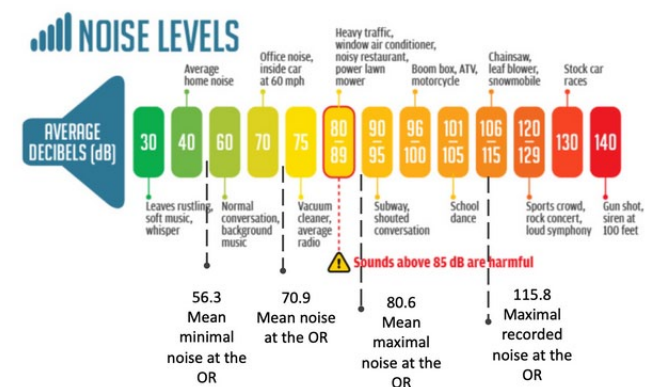 NOISE LEVELS
Average
home noise
Office noise,
inside car
at 60 mph
Heavy traffic,
window air conditioner,
noisy restaurant,
power lawn
mower
Boom box, ATV,
motorcycle
Chainsaw,
leaf blower,
snowmobile
Stock car
races
AVERAGE
DECIBELS (dB)
30
40
60
70
75
80
89
90
95
96
100
101
105
106
115
120
129
130
140
Leaves rustling,
soft music,
whisper
Normal
conversation,
background
music
Vacuum
cleaner,
average
radio
Subway,
shouted
conversation
School
dance
Sports crowd,
rock concert,
loud symphony
Gun shot,
siren at
100 feet
Sounds above 85 dB are harmful
56.3
Mean
minimal
noise at the
OR
70.9
Mean noise
at the OR
80.6
Mean
maximal
noise at the
OR
115.8
Maximal
recorded
noise at the
OR